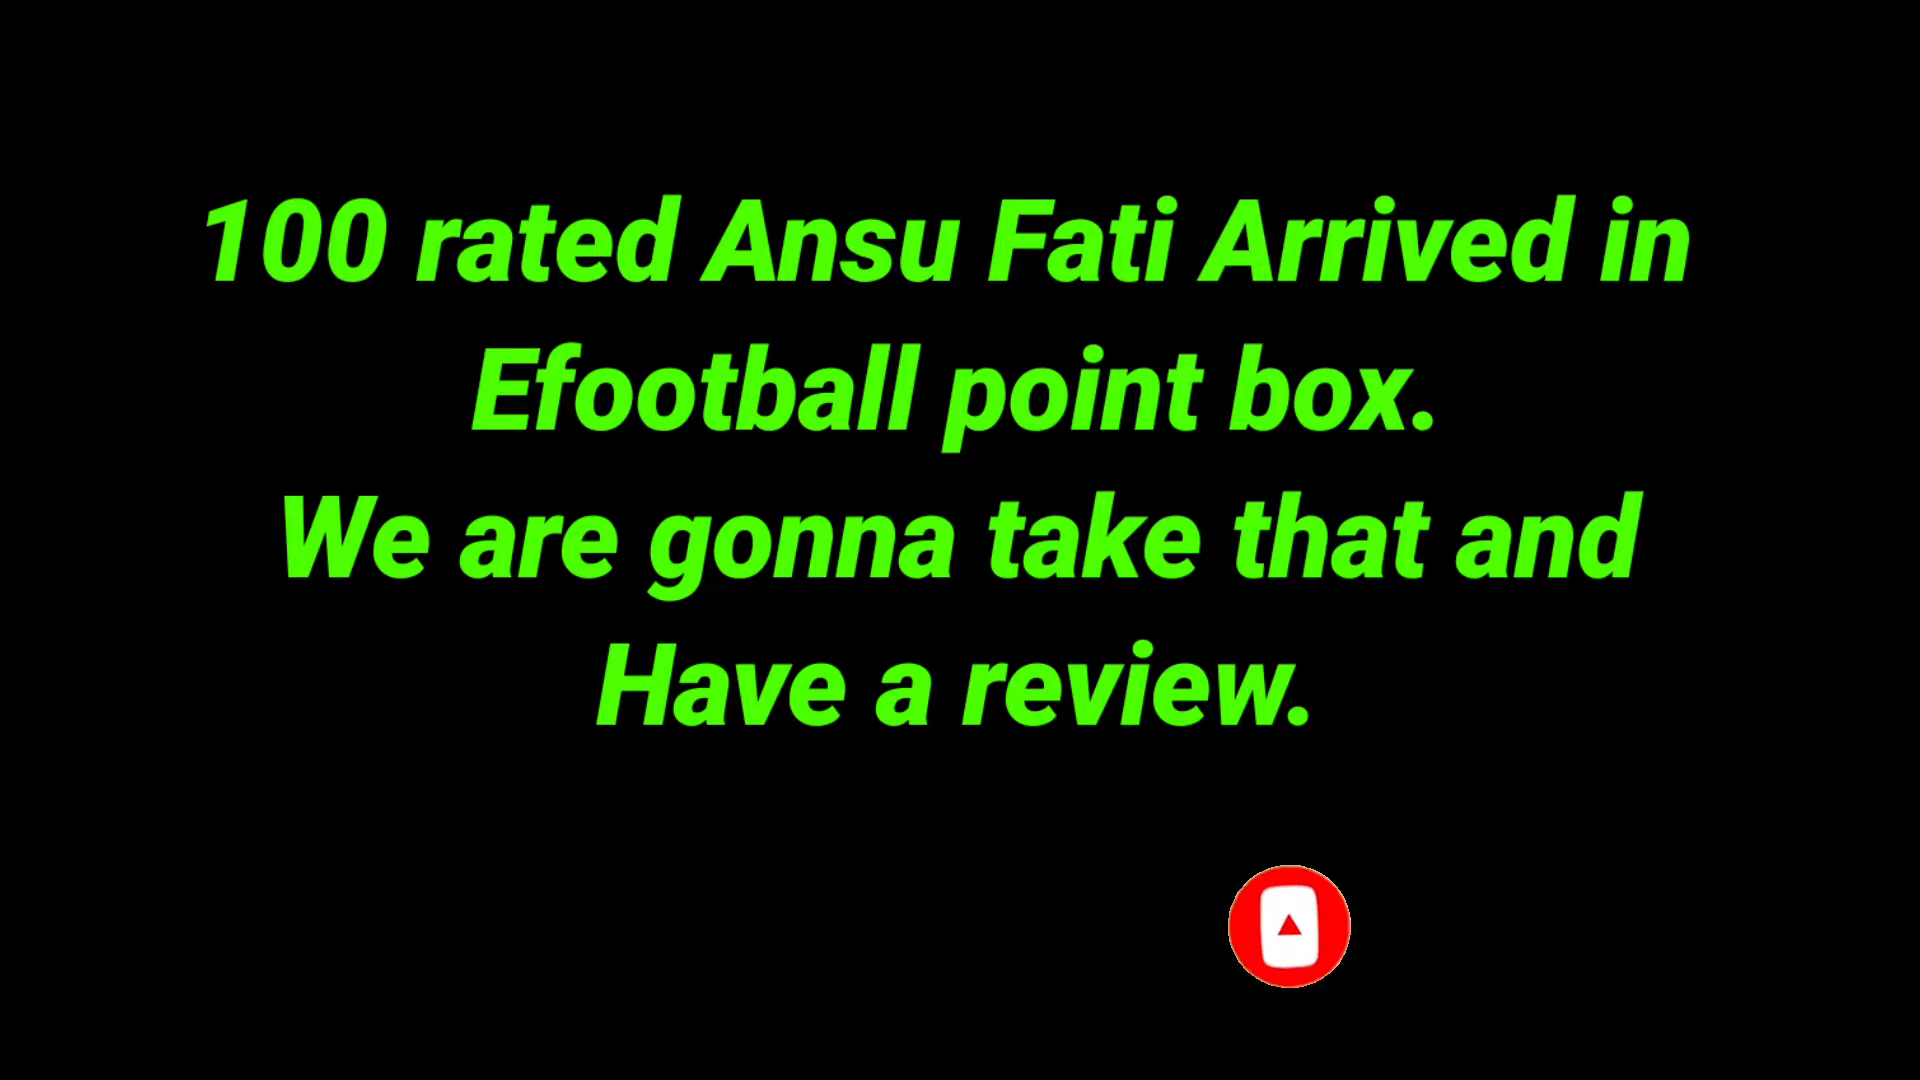 100 rated Ansu Fati Arrived in
Efootball point box.
We are gonna take that and
Have a review.